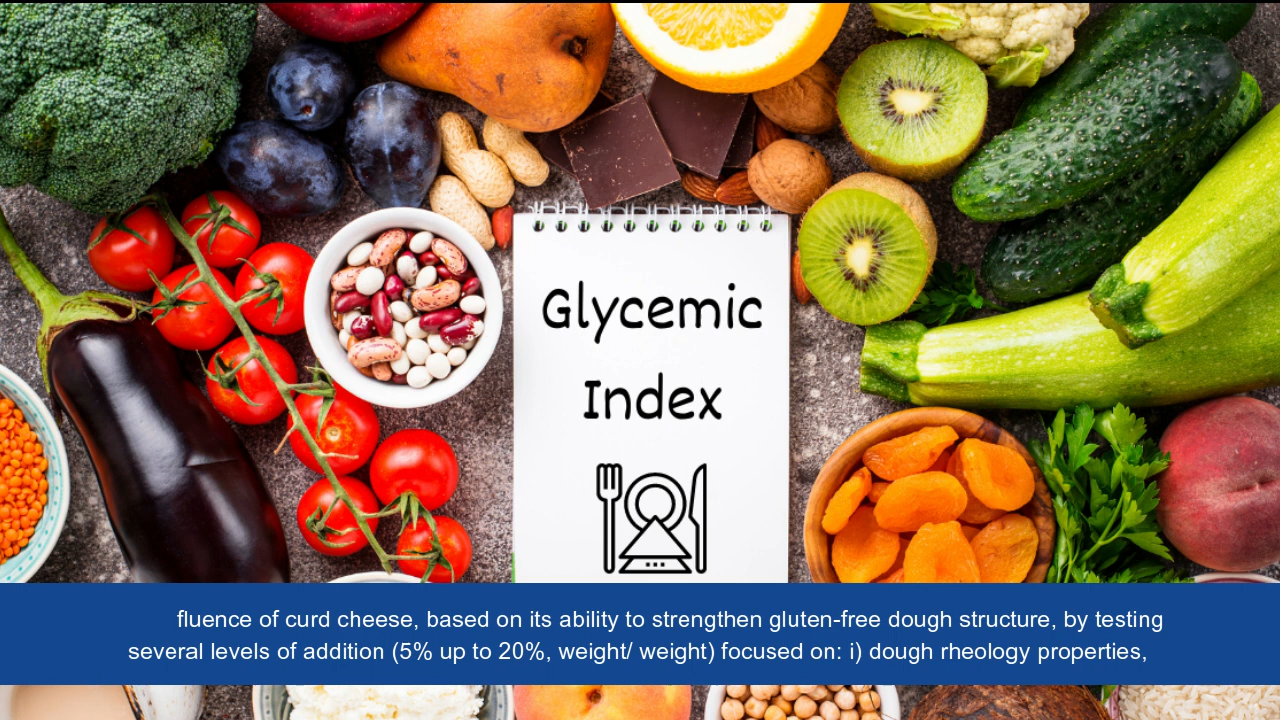 Glycemic
Index
fluence of curd cheese, based on its ability to strengthen gluten-free dough structure, by testing
several levels of addition (5% up to 20%, weight/ weight) focused on: i) dough rheology properties,